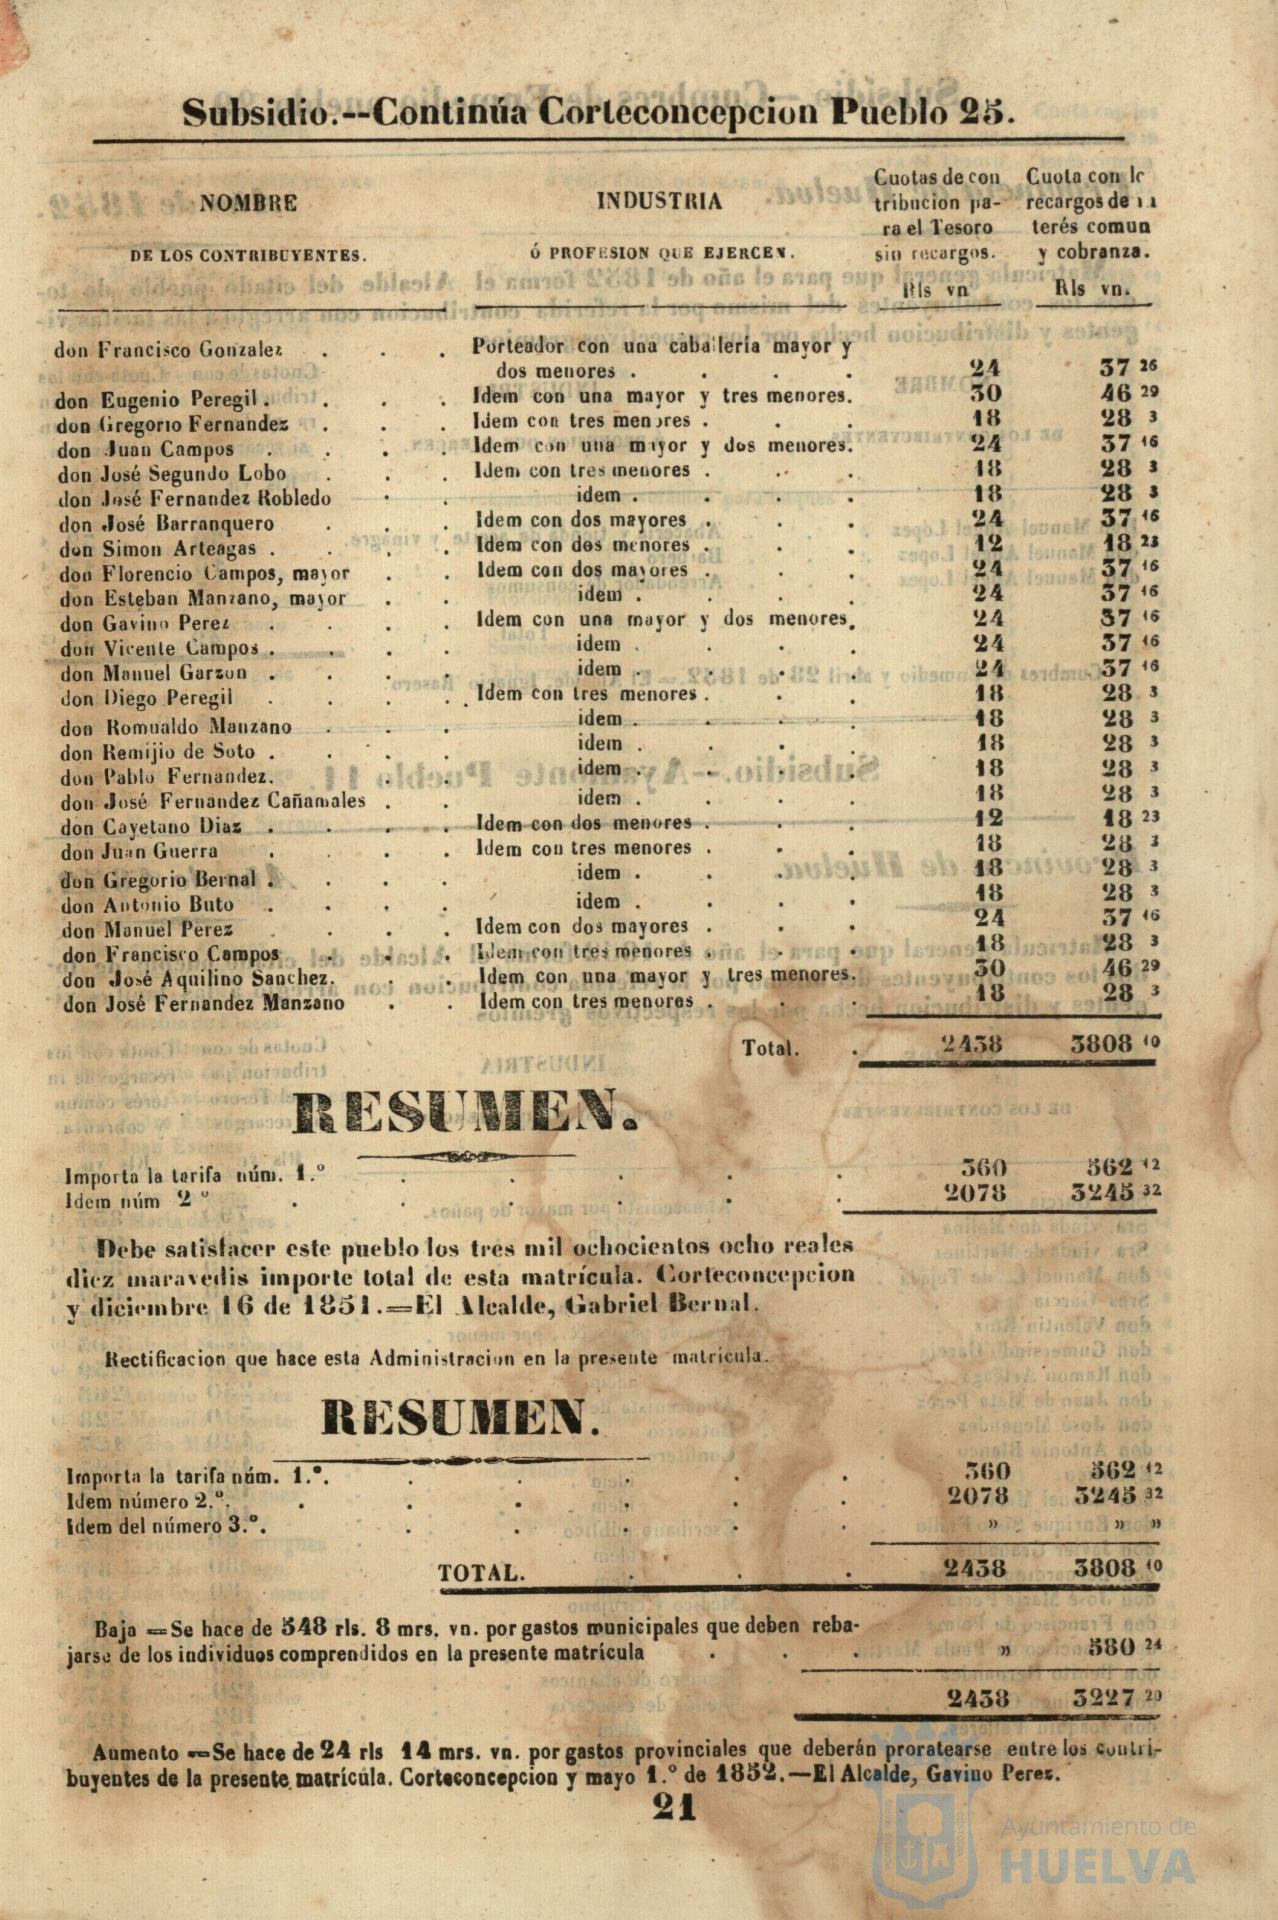 Subsidio.--Continúa Corteconcepcion Pueblo 25.
NOMBRE
DE LOS CONTRIBUYENTES.
INDUSTRIA
Ó PROFESION QUE EJERCEN.
Cuotas de con
tribucion pa-
ra el Tesoro
sin recargos.
Rls vn
Cuota con lo
recargos de
terés comun
y cobranza.
Rls vn.
don Francisco Gonzalez . . . Porteador con una caballería mayor y
dos menores . . . . 24 37 26
don Eugenio Peregil . . . . Idem con una mayor y tres menores. 30 46 29
don Gregorio Fernandez . . . Idem con tres menores . . . 18 28 3
don Juan Campos . . . . Idem con una mayor y dos menores. 24 37 16
don José Segundo Lobo . . . Idem con tres menores . . . 18 28 3
don José Fernandez Robledo . . idem . . . . 18 28 3
don José Barranquero . . . Idem con dos mayores . . . 24 37 16
don Simon Arteagas . . . . Idem con dos menores . . . 12 18 23
don Florencio Campos, mayor . . Idem con dos mayores . . . 24 37 16
don Esteban Manzano, mayor . . idem . . . . 24 37 16
don Gavino Perez . . . . Idem con una mayor y dos menores. 24 37 16
don Vicente Campos . . . . idem . . . . 24 37 16
don Manuel Garzon . . . . idem . . . . 24 37 16
don Diego Peregil . . . . Idem con tres menores . . . 18 28 3
don Romualdo Manzano . . . idem . . . . 18 28 3
don Remijio de Soto . . . . idem . . . . 18 28 3
don Pablo Fernandez. . . . idem . . . . 18 28 3
don José Fernandez Cañamales . . idem . . . . 18 28 3
don Cayetano Diaz . . . . Idem con dos menores . . . 12 18 23
don Juan Guerra . . . . Idem con tres menores . . . 18 28 3
don Gregorio Bernal . . . . idem . . . . 18 28 3
don Antonio Buto . . . . idem . . . . 18 28 3
don Manuel Perez . . . . Idem con dos mayores . . . 24 37 16
don Francisco Campos . . . Idem con tres menores . . . 18 28 3
don José Aquilino Sanchez. . . Idem con una mayor y tres menores. 30 46 29
don José Fernandez Manzano . . Idem con tres menores . . . 18 28 3
Total. . 2438 3808 10
RESUMEN.
Importa la tarifa núm. 1.º . . . . . 360 562 12
Idem núm 2º . . . . . . 2078 3245 32
Debe satisfacer este pueblo los tres mil ochocientos ocho reales
diez maravedis importe total de esta matrícula. Corteconcepcion
y diciembre 16 de 1851.=El Alcalde, Gabriel Bernal.
Rectificacion que hace esta Administracion en la presente matrícula.
RESUMEN.
Importa la tarifa núm. 1.º. . . . . . 360 562 12
Idem número 2.º. . . . . . . 2078 3245 32
Idem del número 3.º. . . . . . » » »
TOTAL. . . . 2438 3808 10
Baja =Se hace de 548 rls. 8 mrs. vn. por gastos municipales que deben reba-
jarse de los individuos comprendidos en la presente matrícula . . . » 580 24
2438 3227 20
Aumento =Se hace de 24 rls 14 mrs. vn. por gastos provinciales que deberán proratearse entre los contri-
buyentes de la presente matrícula. Corteconcepcion y mayo 1.º de 1852.—El Alcalde, Gavino Perez.
21
Ayuntamiento de
HUELVA